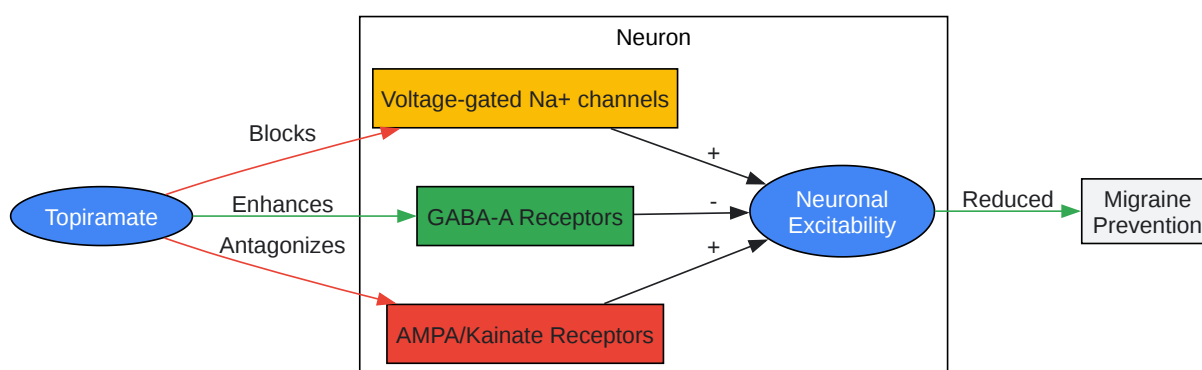 Neuron
Voltage-gated Na+ channels
Blocks
+
Topiramate
Enhances
GABA-A Receptors
-
Neuronal
Excitability
Reduced
Migraine
Prevention
Antagonizes
+
AMPA/Kainate Receptors